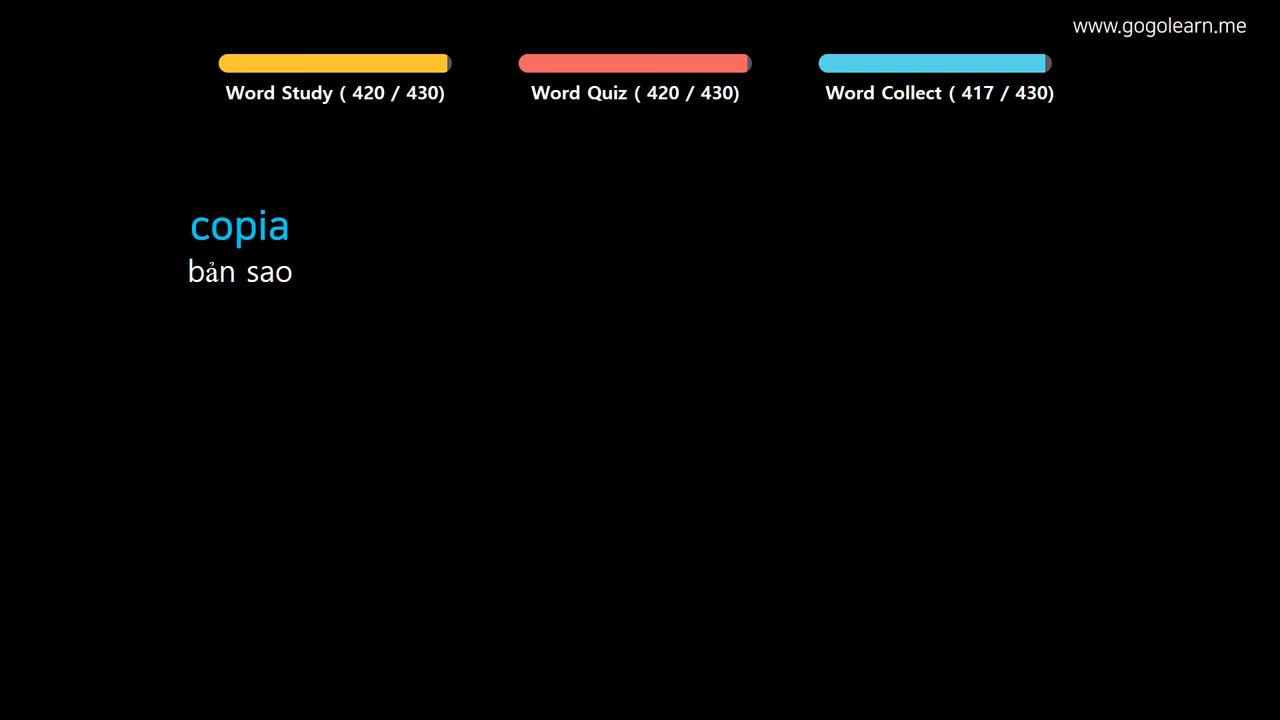 www.gogolearn.me
Word Study ( 420 / 430)
Word Quiz ( 420 / 430)
Word Collect ( 417 / 430)
copia
bản sao